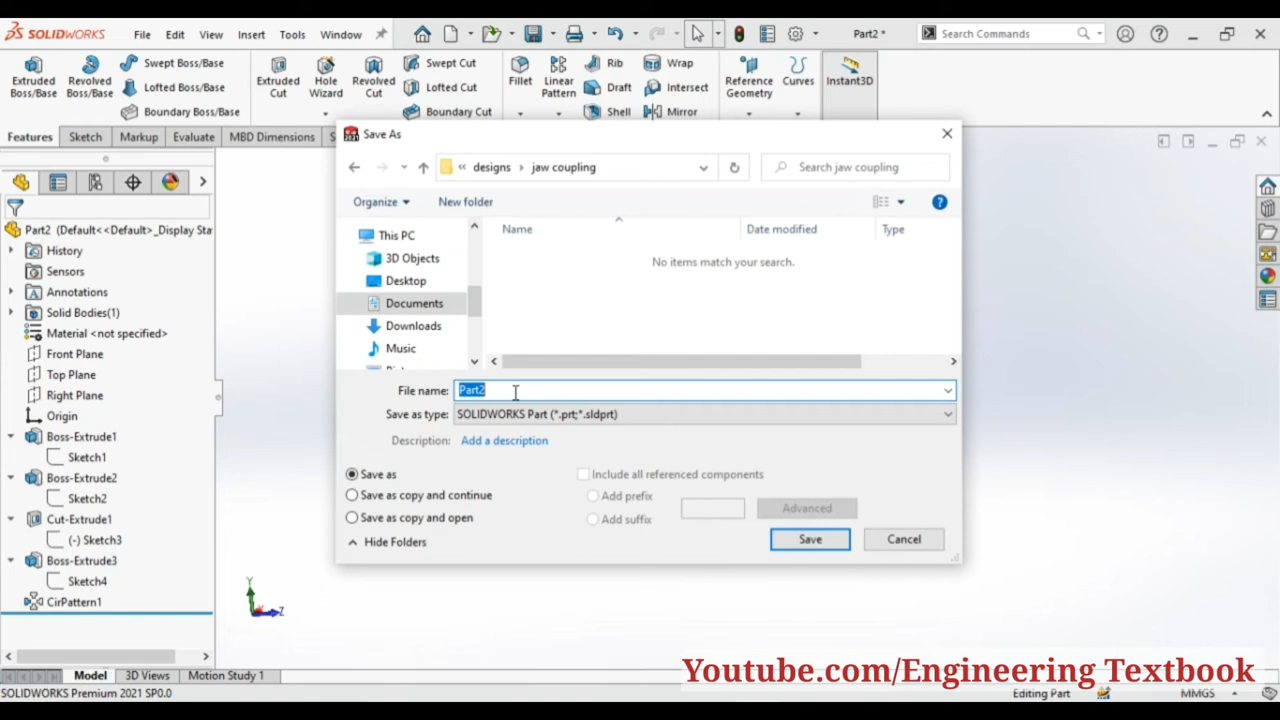 SOLIDWORKS File Edit View Insert Tools Window Part2 * Search Commands
Extruded Boss/Base
Revolved Boss/Base
Swept Boss/Base
Lofted Boss/Base
Boundary Boss/Base
Extruded Cut
Hole Wizard
Revolved Cut
Swept Cut
Lofted Cut
Boundary Cut
Fillet
Linear Pattern
Rib
Draft
Shell
Wrap
Intersect
Mirror
Reference Geometry
Curves
Instant3D
Features Sketch Markup Evaluate MBD Dimensions
Save As
« designs › jaw coupling
Search jaw coupling
Organize New folder
This PC
3D Objects
Desktop
Documents
Downloads
Music
Name Date modified Type
No items match your search.
File name: Part2
Save as type: SOLIDWORKS Part (*.prt;*.sldprt)
Description: Add a description
Save as
Save as copy and continue
Save as copy and open
Include all referenced components
Add prefix
Add suffix
Advanced
Hide Folders
Save Cancel
Part2 (Default<<Default>_Display Sta
History
Sensors
Annotations
Solid Bodies(1)
Material <not specified>
Front Plane
Top Plane
Right Plane
Origin
Boss-Extrude1
Sketch1
Boss-Extrude2
Sketch2
Cut-Extrude1
(-) Sketch3
Boss-Extrude3
Sketch4
CirPattern1
Y
Z
Model 3D Views Motion Study 1
Youtube.com/Engineering Textbook
SOLIDWORKS Premium 2021 SP0.0 Editing Part MMGS